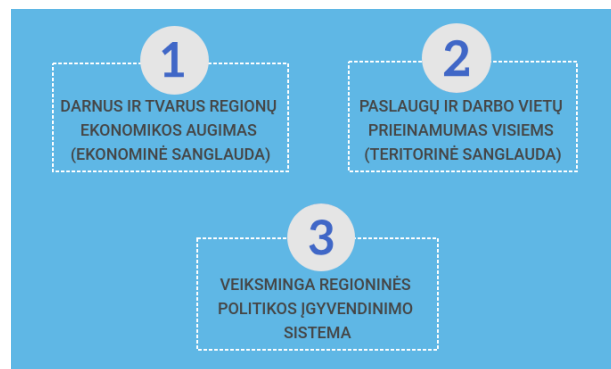 1
DARNUS IR TVARUS REGIONŲ
EKONOMIKOS AUGIMAS
(EKONOMINĖ SANGLAUDA)
2
PASLAUGŲ IR DARBO VIETŲ
PRIEINAMUMAS VISIEMS
(TERITORINĖ SANGLAUDA)
3
VEIKSMINGA REGIONINĖS
POLITIKOS ĮGYVENDINIMO
SISTEMA